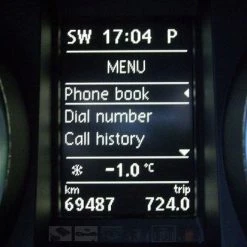 SW 17:04 P
MENU
Phone book
Dial number
Call history
-1.0 °C
km trip
69487 724.0